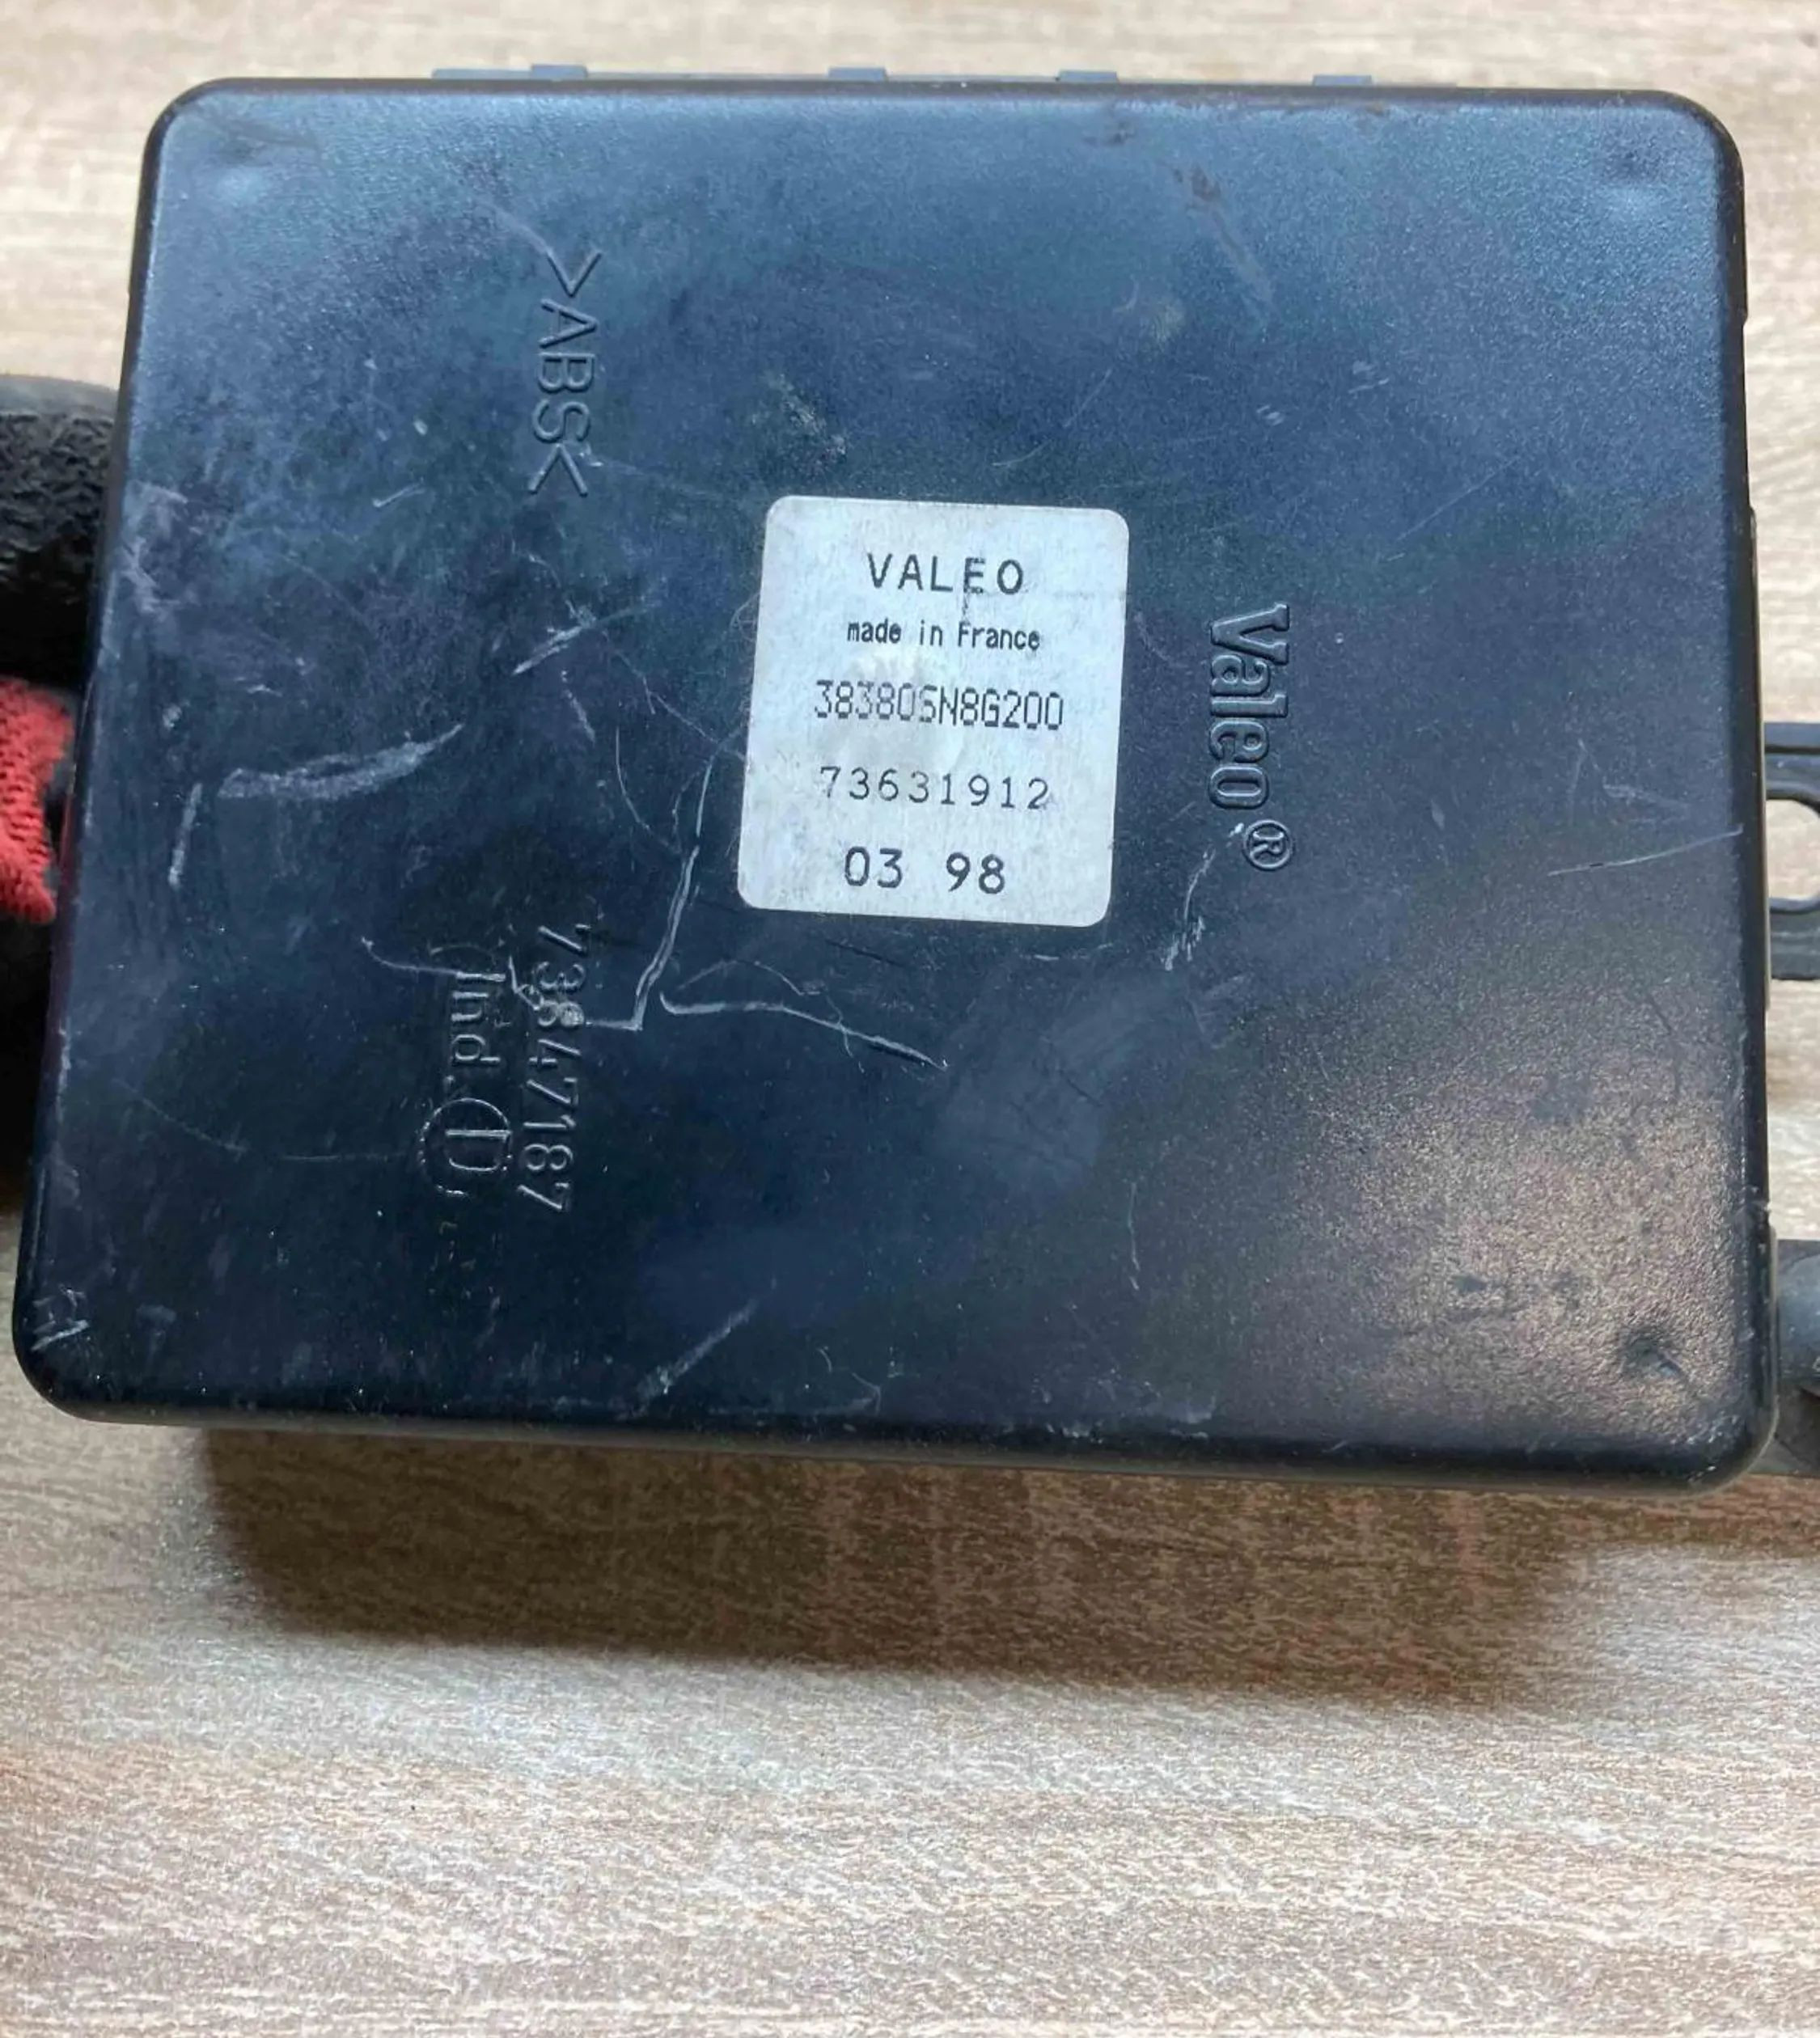 VALEO
made in France
38380SN8G200
73631912
03 98
Valeo®
>ABS<
73847187
Ind.D